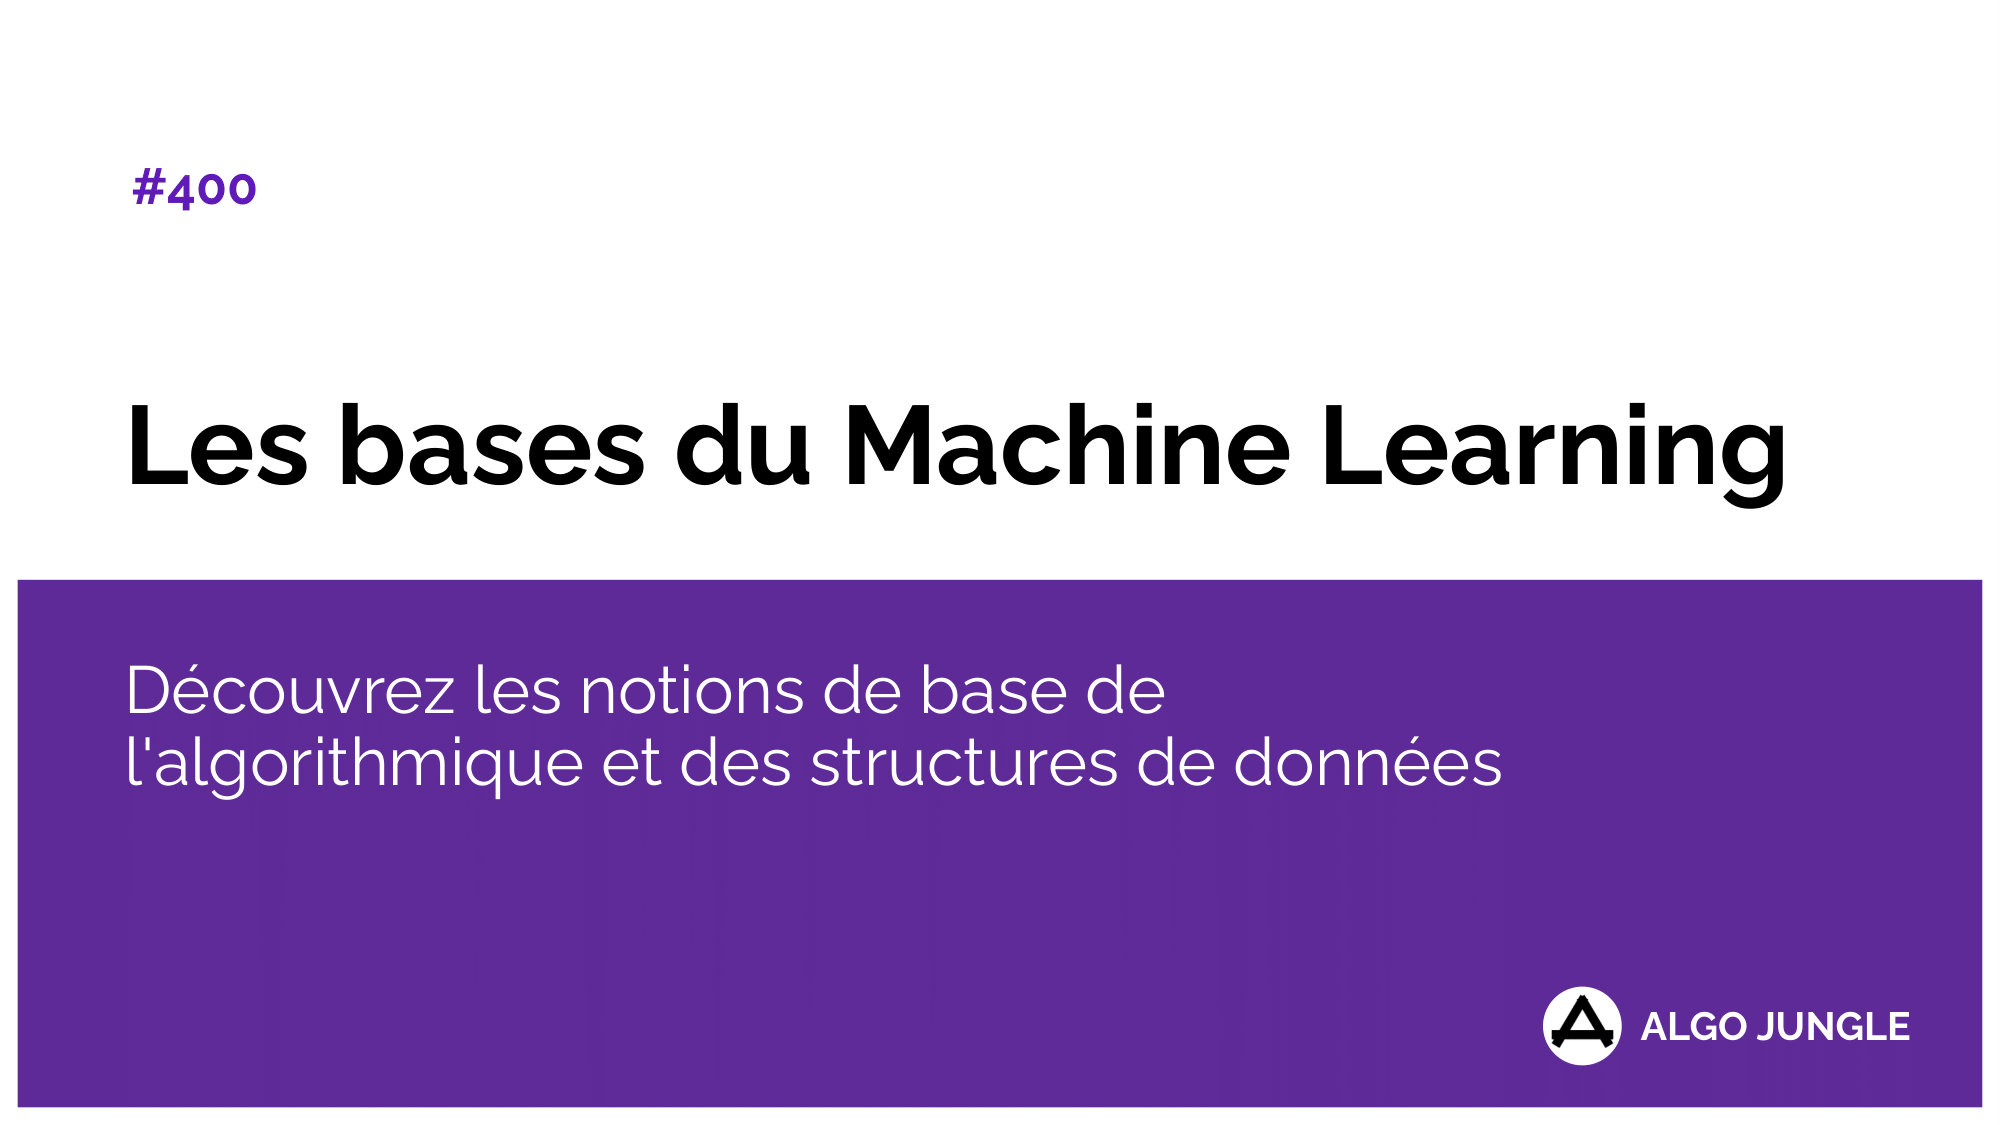 #400
Les bases du Machine Learning
Découvrez les notions de base de
l'algorithmique et des structures de données
ALGO JUNGLE